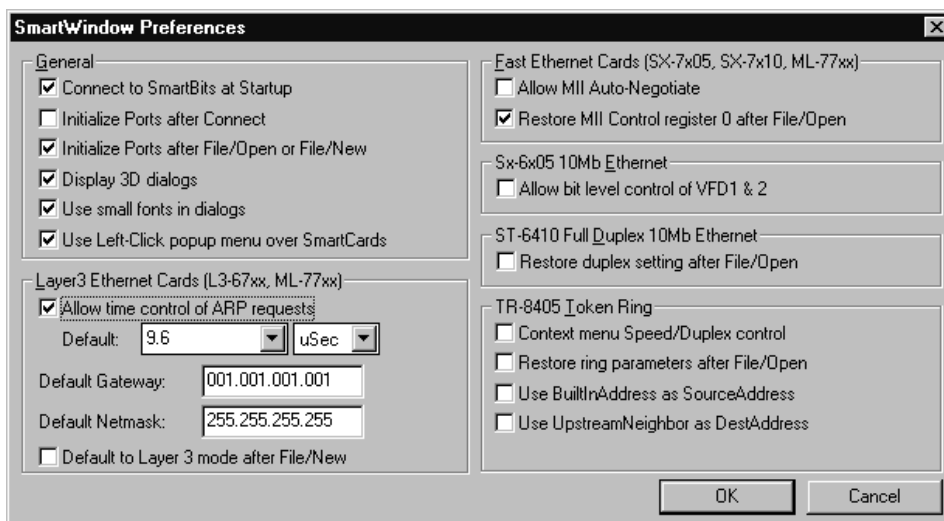 SmartWindow Preferences
General
Connect to SmartBits at Startup
Initialize Ports after Connect
Initialize Ports after File/Open or File/New
Display 3D dialogs
Use small fonts in dialogs
Use Left-Click popup menu over SmartCards
Layer3 Ethernet Cards (L3-67xx, ML-77xx)
Allow time control of ARP requests
Default: 9.6 uSec
Default Gateway: 001.001.001.001
Default Netmask: 255.255.255.255
Default to Layer 3 mode after File/New
Fast Ethernet Cards (SX-7x05, SX-7x10, ML-77xx)
Allow MII Auto-Negotiate
Restore MII Control register 0 after File/Open
Sx-6x05 10Mb Ethernet
Allow bit level control of VFD1 & 2
ST-6410 Full Duplex 10Mb Ethernet
Restore duplex setting after File/Open
TR-8405 Token Ring
Context menu Speed/Duplex control
Restore ring parameters after File/Open
Use BuiltInAddress as SourceAddress
Use UpstreamNeighbor as DestAddress
OK Cancel